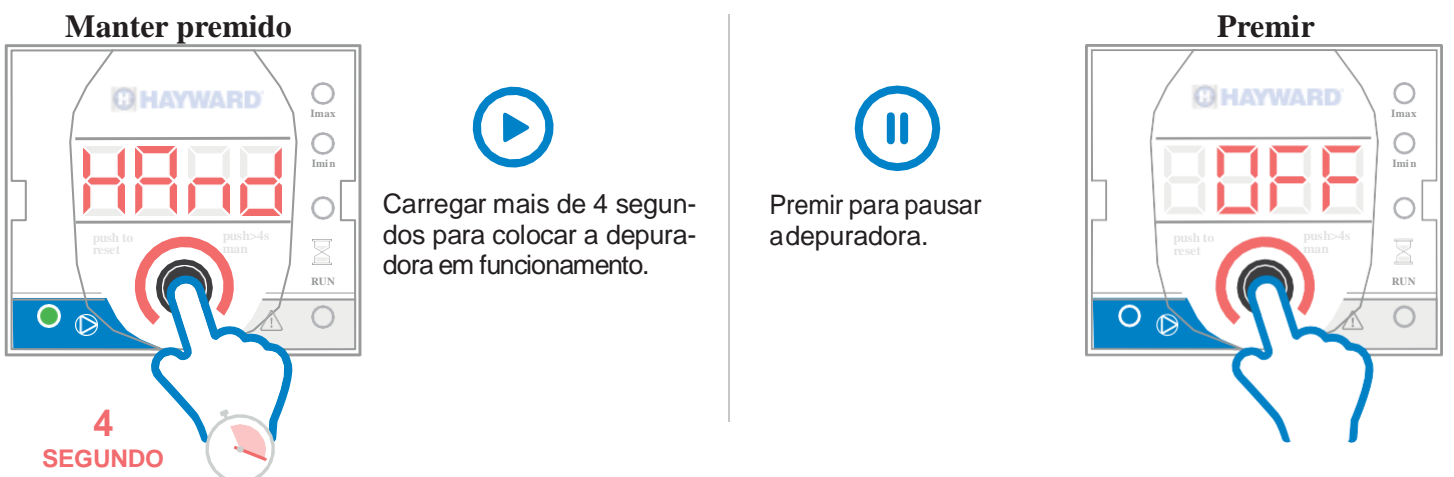 Manter premido
HAYWARD
Imax
Imin
HAnd
push to
reset
push>4s
man
RUN
4
SEGUNDO
Carregar mais de 4 segun-
dos para colocar a depura-
dora em funcionamento.
Premir para pausar
adepuradora.
Premir
HAYWARD
Imax
Imin
OFF
push to
reset
push>4s
man
RUN